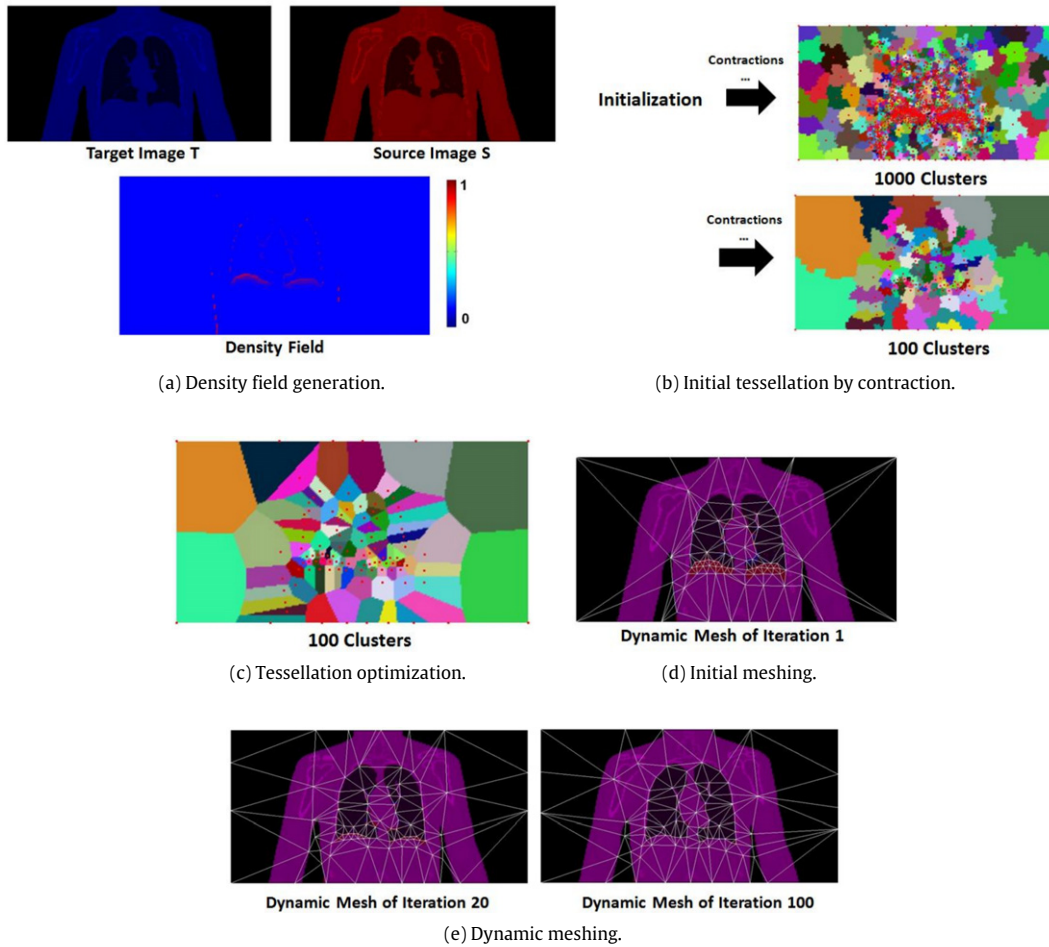 Target Image T
Source Image S
1
0
Density Field
(a) Density field generation.
Initialization
Contractions
...
1000 Clusters
Contractions
...
100 Clusters
(b) Initial tessellation by contraction.
100 Clusters
(c) Tessellation optimization.
Dynamic Mesh of Iteration 1
(d) Initial meshing.
Dynamic Mesh of Iteration 20
Dynamic Mesh of Iteration 100
(e) Dynamic meshing.